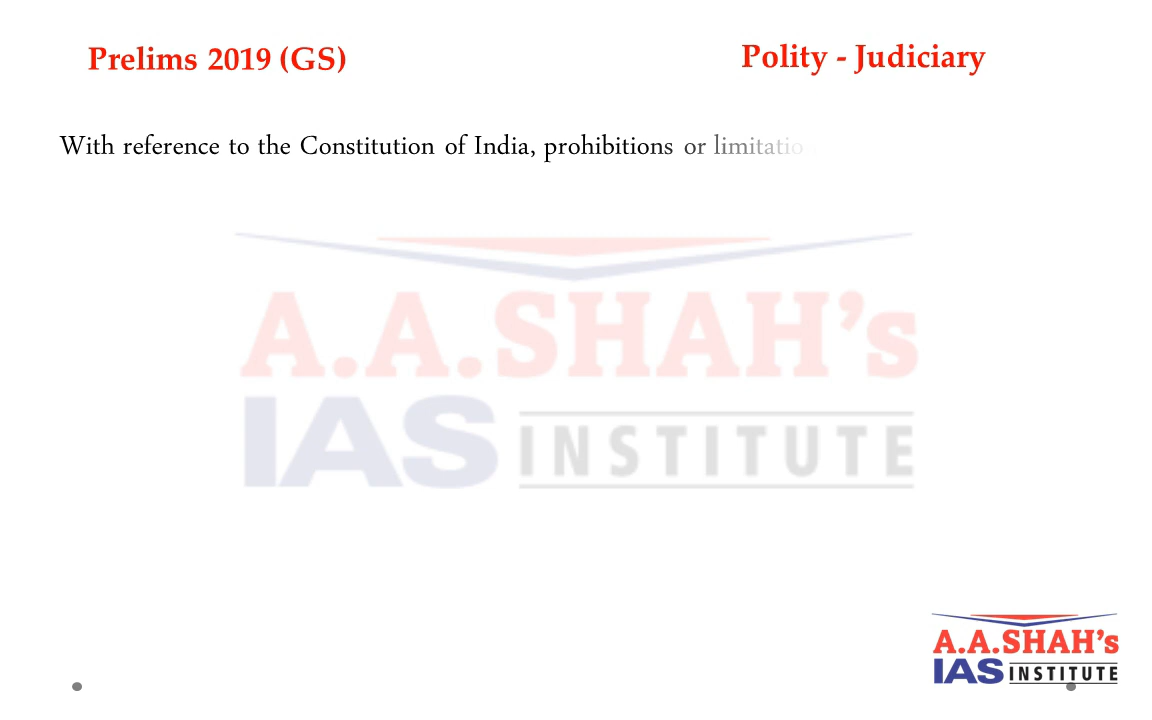 Prelims 2019 (GS)
Polity - Judiciary
With reference to the Constitution of India, prohibitions or
A.A.SHAH's
IAS INSTITUTE
A.A.SHAH's
IAS INSTITUTE